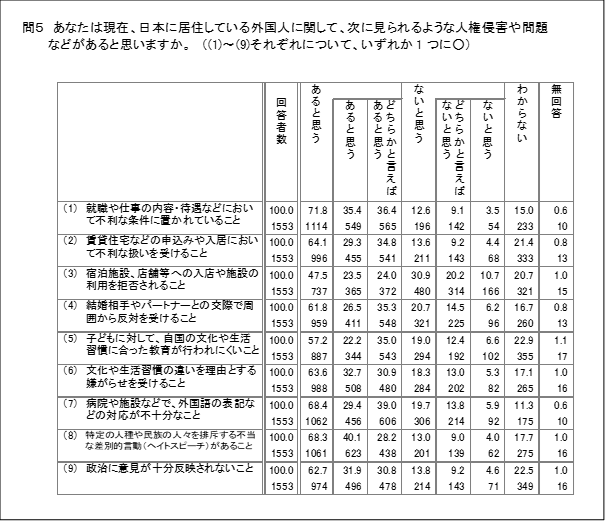 問５ あなたは現在、日本に居住している外国人に関して、次に見られるような人権侵害や問題
などがあると思いますか。 （(1)～(9)それぞれについて、いずれか１つに○）
回答者数 あると思う あると思う どちらかと言えばあると思う ないと思う どちらかと言えばないと思う ないと思う わからない 無回答
(1) 就職や仕事の内容・待遇などにおい 100.0 71.8 35.4 36.4 12.6 9.1 3.5 15.0 0.6
て不利な条件に置かれていること 1553 1114 549 565 196 142 54 233 10
(2) 賃貸住宅などの申込みや入居におい 100.0 64.1 29.3 34.8 13.6 9.2 4.4 21.4 0.8
て不利な扱いを受けること 1553 996 455 541 211 143 68 333 13
(3) 宿泊施設、店舗等への入店や施設の 100.0 47.5 23.5 24.0 30.9 20.2 10.7 20.7 1.0
利用を拒否されること 1553 737 365 372 480 314 166 321 15
(4) 結婚相手やパートナーとの交際で周 100.0 61.8 26.5 35.3 20.7 14.5 6.2 16.7 0.8
囲から反対を受けること 1553 959 411 548 321 225 96 260 13
(5) 子どもに対して、自国の文化や生活 100.0 57.2 22.2 35.0 19.0 12.4 6.6 22.9 1.1
習慣に合った教育が行われにくいこと 1553 887 344 543 294 192 102 355 17
(6) 文化や生活習慣の違いを理由とする 100.0 63.6 32.7 30.9 18.3 13.0 5.3 17.1 1.0
嫌がらせを受けること 1553 988 508 480 284 202 82 265 16
(7) 病院や施設などで、外国語の表記な 100.0 68.4 29.4 39.0 19.7 13.8 5.9 11.3 0.6
どの対応が不十分なこと 1553 1062 456 606 306 214 92 175 10
(8) 特定の人種や民族の人々を排斥する不当 100.0 68.3 40.1 28.2 13.0 9.0 4.0 17.7 1.0
な差別的言動（ヘイトスピーチ）があること 1553 1061 623 438 201 139 62 275 16
(9) 政治に意見が十分反映されないこと 100.0 62.7 31.9 30.8 13.8 9.2 4.6 22.5 1.0
1553 974 496 478 214 143 71 349 16